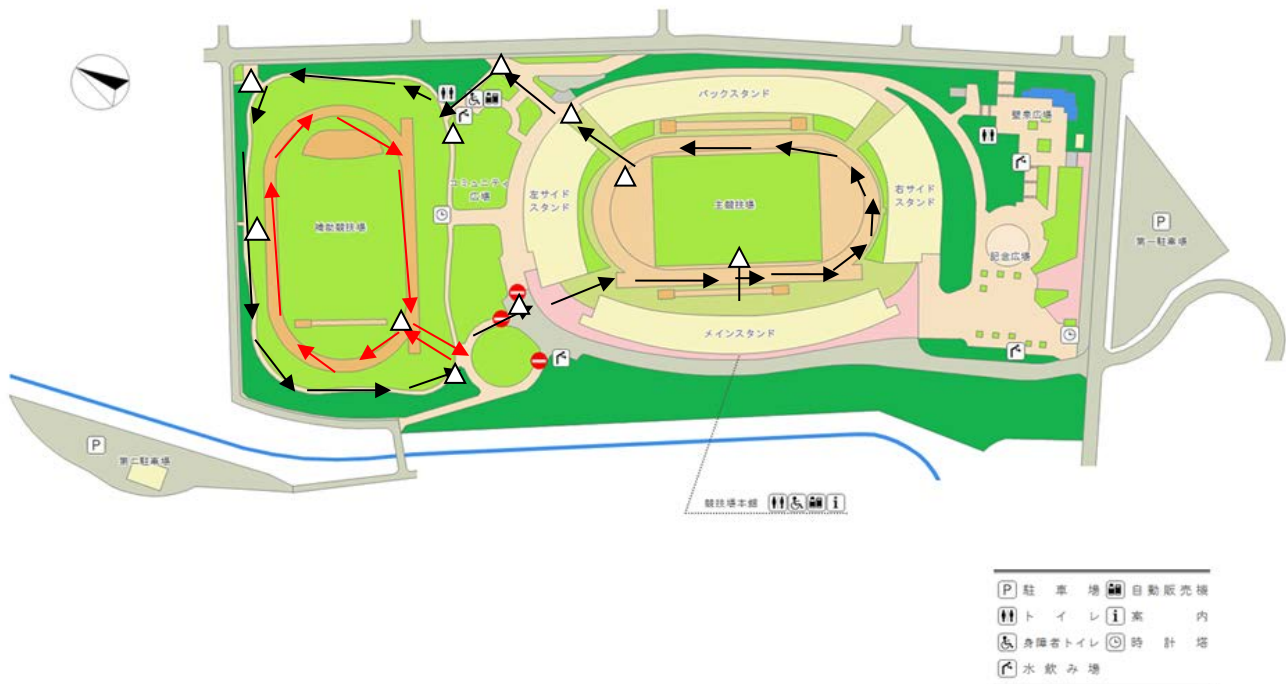 バックスタンド
壁泉広場
コミュニティ
広場
左サイド
スタンド
右サイド
スタンド
主競技場
補助競技場
P
第一駐車場
記念広場
メインスタンド
P
第二駐車場
競技場本館
i
P 駐車場 自動販売機
トイレ i 案内
身障者トイレ 時計塔
水飲み場